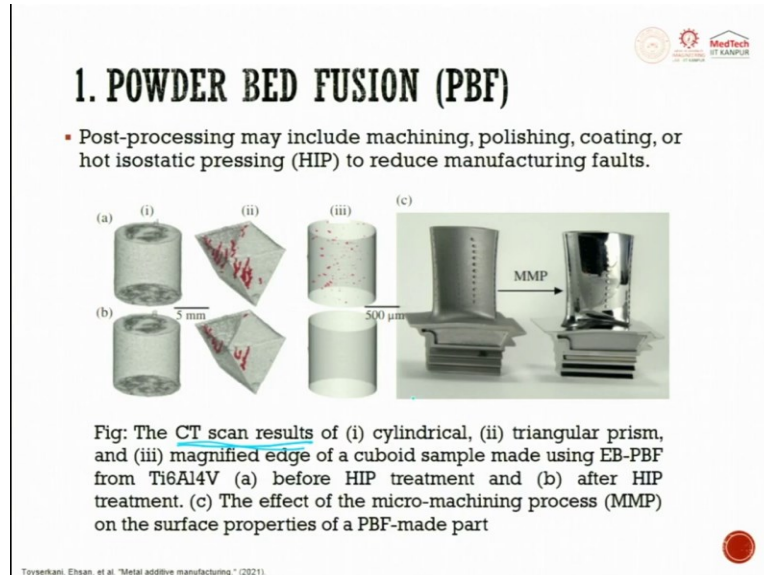 MedTech
IIT KANPUR
1. POWDER BED FUSION (PBF)
▪ Post-processing may include machining, polishing, coating, or
hot isostatic pressing (HIP) to reduce manufacturing faults.
(a) (i) (ii) (iii) (c)
MMP
(b) 5 mm 500 μm
Fig: The CT scan results of (i) cylindrical, (ii) triangular prism,
and (iii) magnified edge of a cuboid sample made using EB-PBF
from Ti6Al4V (a) before HIP treatment and (b) after HIP
treatment. (c) The effect of the micro-machining process (MMP)
on the surface properties of a PBF-made part
Toyserkani, Ehsan, et al. "Metal additive manufacturing." (2021).